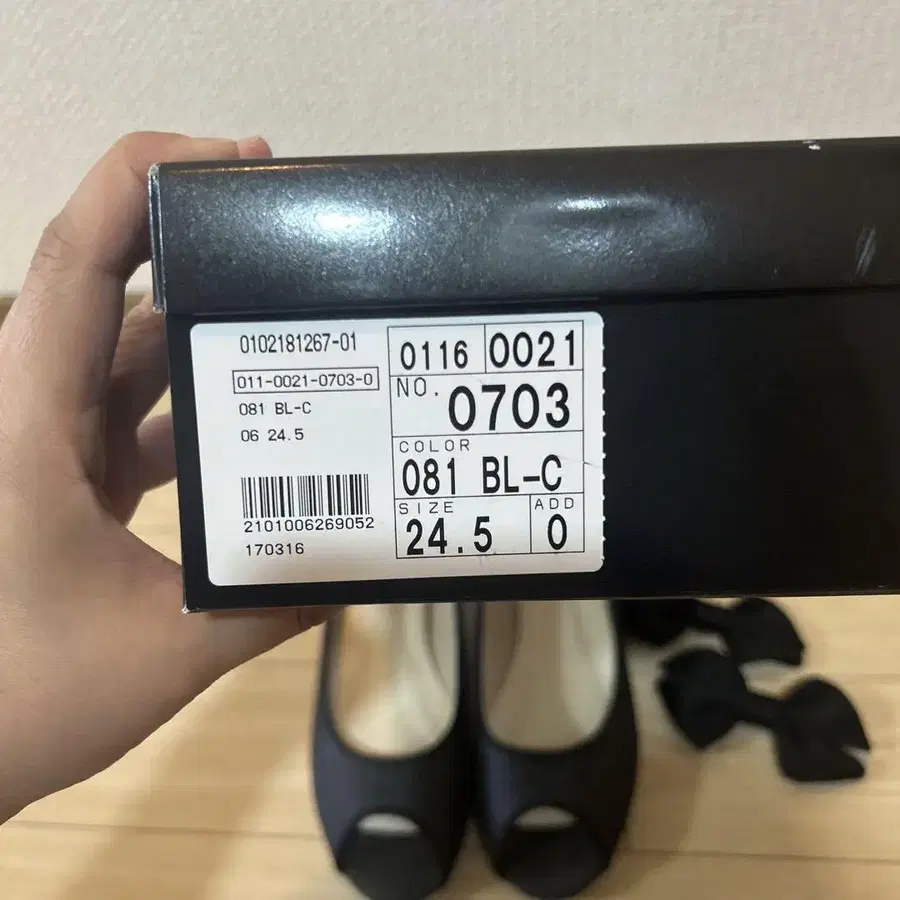 0102181267-01
011-0021-0703-0
081 BL-C
06 24.5
2101006269052
170316
0116 0021
NO. 0703
COLOR
081 BL-C
SIZE ADD
24.5 0